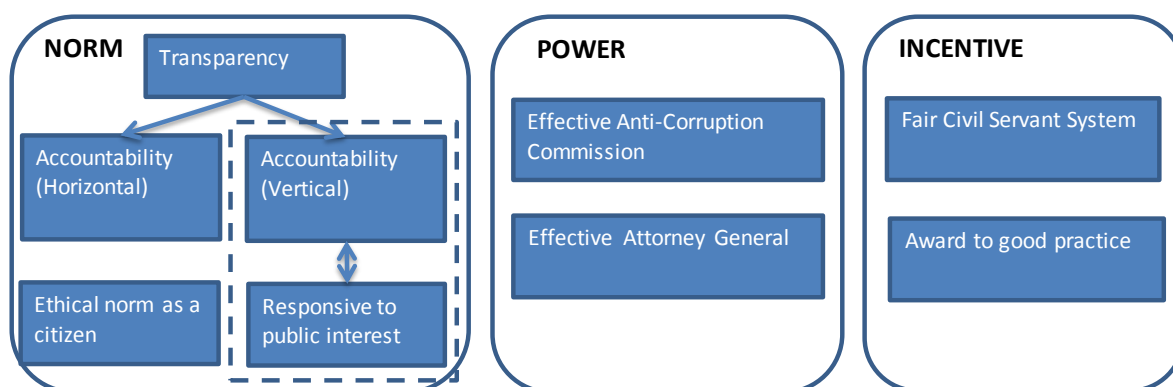 NORM
Transparency
Accountability
(Horizontal)
Accountability
(Vertical)
Ethical norm as a
citizen
Responsive to
public interest
POWER
Effective Anti-Corruption
Commission
Effective Attorney General
INCENTIVE
Fair Civil Servant System
Award to good practice